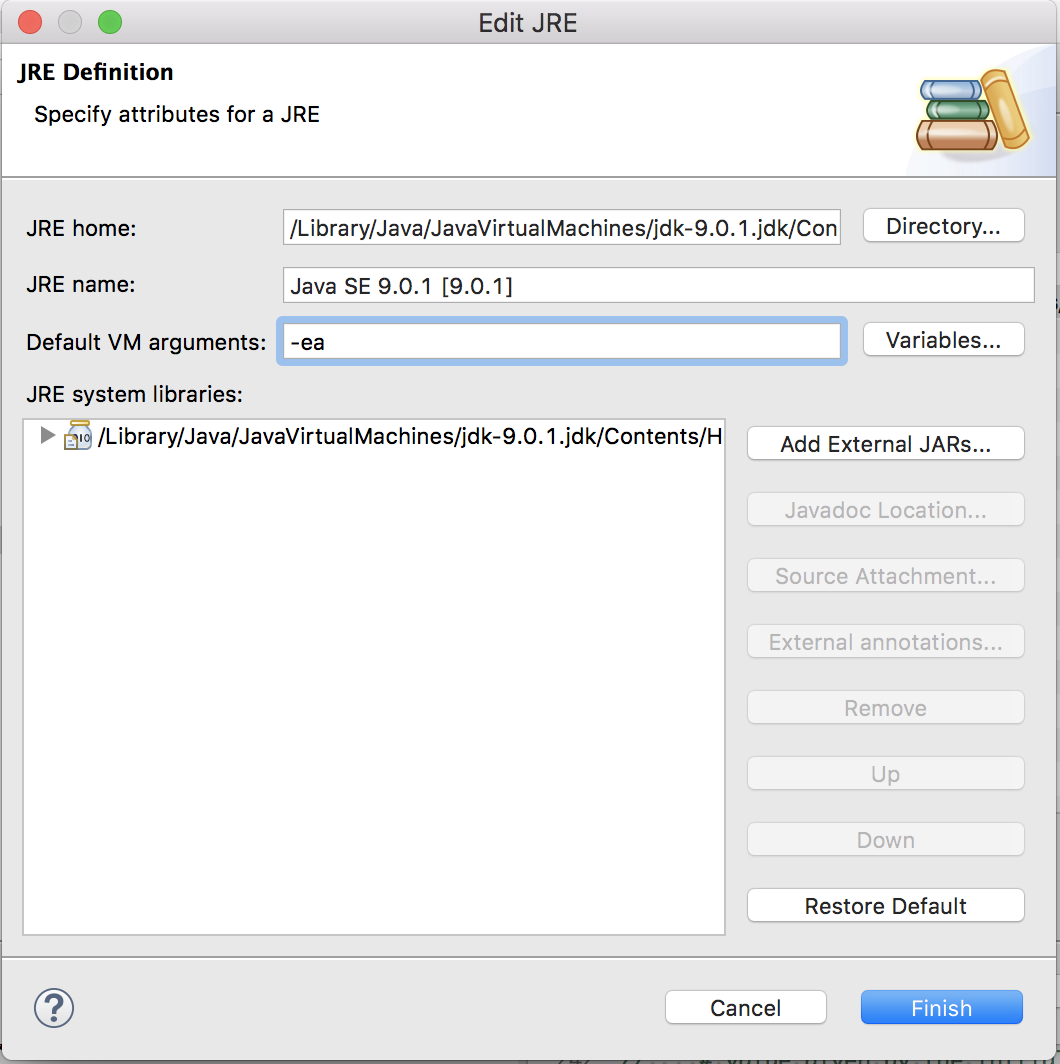 Edit JRE
JRE Definition
Specify attributes for a JRE
JRE home:
/Library/Java/JavaVirtualMachines/jdk-9.0.1.jdk/Con
Directory...
JRE name:
Java SE 9.0.1 [9.0.1]
Default VM arguments:
-ea
Variables...
JRE system libraries:
/Library/Java/JavaVirtualMachines/jdk-9.0.1.jdk/Contents/H
Add External JARs...
Javadoc Location...
Source Attachment...
External annotations...
Remove
Up
Down
Restore Default
?
Cancel
Finish